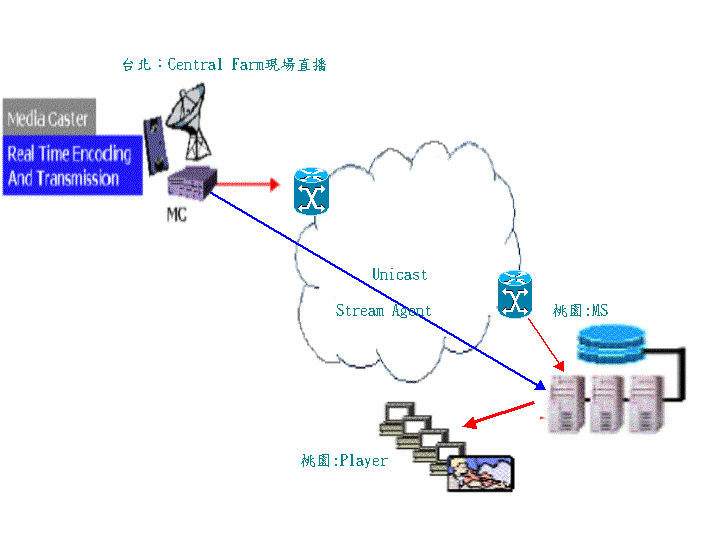 台北：Central Farm現場直播
Media Caster
Real Time Encoding
And Transmission
MC
Unicast
Stream Agent
桃園:MS
桃園:Player